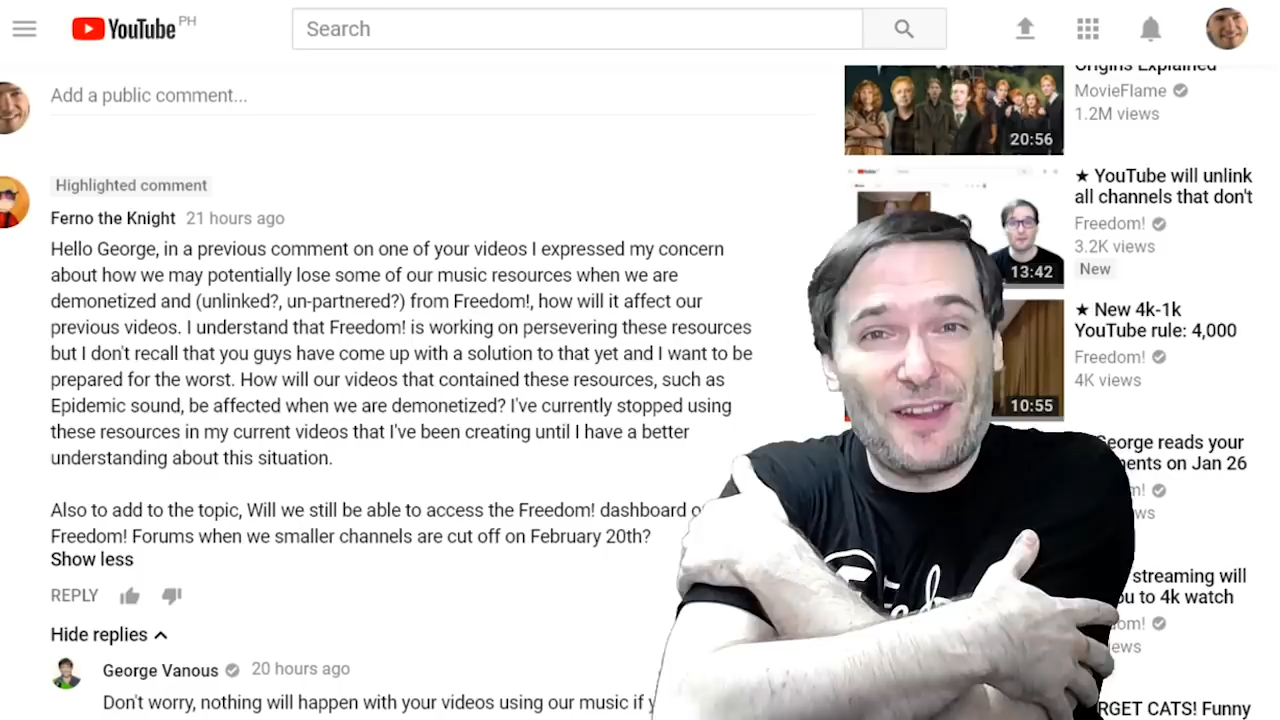 YouTube PH
Search
Add a public comment...
Highlighted comment
Ferno the Knight 21 hours ago
Hello George, in a previous comment on one of your videos I expressed my concern
about how we may potentially lose some of our music resources when we are
demonetized and (unlinked?, un-partnered?) from Freedom!, how will it affect our
previous videos. I understand that Freedom! is working on persevering these resources
but I don't recall that you guys have come up with a solution to that yet and I want to be
prepared for the worst. How will our videos that contained these resources, such as
Epidemic sound, be affected when we are demonetized? I've currently stopped using
these resources in my current videos that I've been creating until I have a better
understanding about this situation.
Also to add to the topic, Will we still be able to access the Freedom! dashboard
Freedom! Forums when we smaller channels are cut off on February 20th?
Show less
REPLY
Hide replies
George Vanous 20 hours ago
Don't worry, nothing will happen with your videos using our music if
Origins Explained
MovieFlame
1.2M views
20:56
★ YouTube will unlink
all channels that don't
Freedom!
3.2K views
New
13:42
★ New 4k-1k
YouTube rule: 4,000
Freedom!
4K views
10:55
George reads your
on Jan 26
streaming will
to 4k watch
CATS! Funny